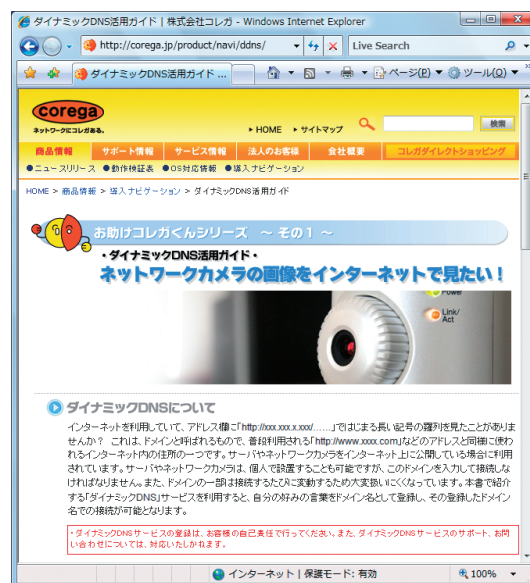 ダイナミックDNS活用ガイド | 株式会社コレガ - Windows Internet Explorer
http://corega.jp/product/navi/ddns/
Live Search
ダイナミックDNS活用ガイド ...
ページ(P)
ツール(O)
corega
ネットワークにコレガある。
HOME
サイトマップ
検索
商品情報
サポート情報
サービス情報
法人のお客様
会社概要
コレガダイレクトショッピング
●ニュースリリース ●動作検証表 ●OS対応情報 ●導入ナビゲーション
HOME > 商品情報 > 導入ナビゲーション > ダイナミックDNS活用ガイド
お助けコレガくんシリーズ ~ その1 ~
・ダイナミックDNS活用ガイド・
ネットワークカメラの画像をインターネットで見たい!
Power
Link/
Act
ダイナミックDNSについて
インターネットを利用していて、アドレス欄に「http://xxx.xxx.x.xxx/……」ではじまる長い記号の羅列を見たことがありま
せんか? これは、ドメインと呼ばれるもので、普段利用される「http://www.xxxx.com」などのアドレスと同様に使わ
れるインターネット内の住所の一つです。サーバやネットワークカメラをインターネット上に公開している場合に利用
されています。サーバやネットワークカメラは、個人で設置することも可能ですが、このドメインを入力して接続しな
ければなりません。また、ドメインの一部は接続するたびに変動するため大変扱いにくくなっています。本書で紹介
する「ダイナミックDNS」サービスを利用すると、自分の好みの言葉をドメイン名として登録し、その登録したドメイン
名での接続が可能となります。
・ダイナミックDNSサービスの登録は、お客様の自己責任で行ってください。また、ダイナミックDNSサービスのサポート、お問
い合わせについては、対応いたしかねます。
インターネット | 保護モード: 有効
100%